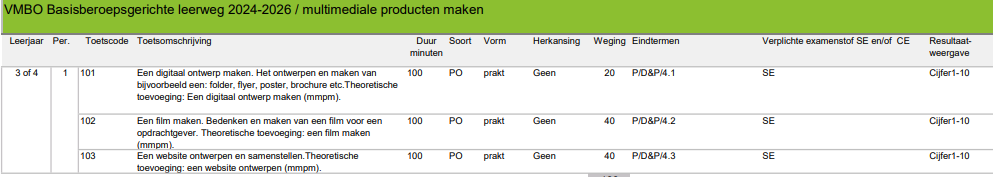 VMBO Basisberoepsgerichte leerweg 2024-2026 / multimediale producten maken
Leerjaar Per. Toetscode Toetsomschrijving Duur minuten Soort Vorm Herkansing Weging Eindtermen Verplichte examenstof SE en/of CE Resultaat-weergave
3 of 4 1 101 Een digitaal ontwerp maken. Het ontwerpen en maken van 100 PO prakt Geen 20 P/D&P/4.1 SE Cijfer1-10
bijvoorbeeld een: folder, flyer, poster, brochure etc.Theoretische
toevoeging: Een digitaal ontwerp maken (mmpm).
102 Een film maken. Bedenken en maken van een film voor een 100 PO prakt Geen 40 P/D&P/4.2 SE Cijfer1-10
opdrachtgever. Theoretische toevoeging: een film maken
(mmpm).
103 Een website ontwerpen en samenstellen.Theoretische 100 PO prakt Geen 40 P/D&P/4.3 SE Cijfer1-10
toevoeging: een website ontwerpen (mmpm).